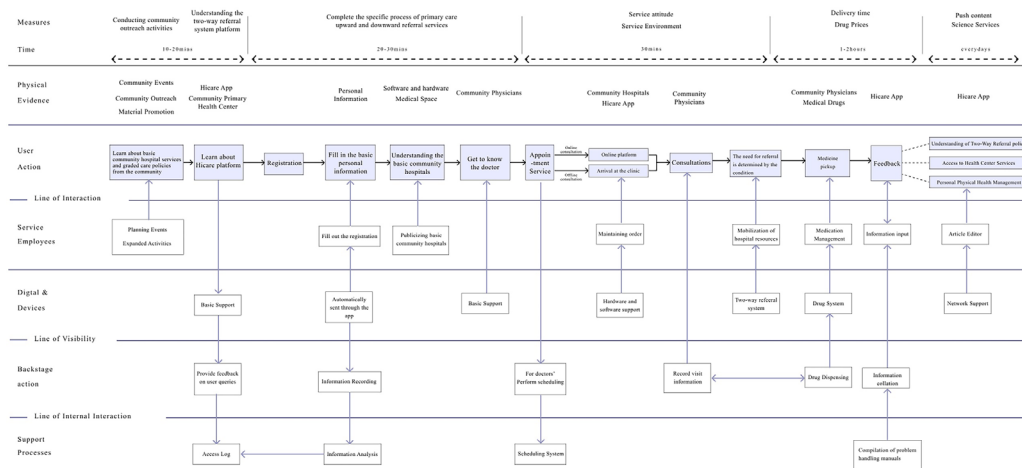 Measures
Conducting community
outreach activities
Understanding the
two-way referral
system platform
Complete the specific process of primary care
upward and downward referral services
Service attitude
Service Environment
Delivery time
Drug Prices
Push content
Science Services
Time
10-20mins
20-30mins
30mins
1-2hours
everydays
Physical
Evidence
Community Events
Community Outreach
Material Promotion
Hicare App
Community Primary
Health Center
Personal
Information
Software and hardware
Medical Space
Community Physicians
Community Hospitals
Hicare App
Community
Physicians
Community Physicians
Medical Drugs
Hicare App
Hicare App
User
Action
Learn about basic
community hospital services
and graded care policies
from the community
Learn about
Hicare platform
Registration
Fill in the basic
personal
information
Understanding
the basic community
hospitals
Get to know
the doctor
Appoin
-tment
Service
Online
consultation
Offline
consultation
Online platform
Arrival at the clinic
Consultations
The need for referral
is determined by the
condition
Medicine
pickup
Feedback
Understanding of Two-Way Referral poli
Access to Health Center Services
Personal Physical Health Management
Line of Interaction
Service
Employees
Planning Events
Expanded Activities
Fill out the registration
Publicizing basic
community hospitals
Maintaining order
Mobilization of
hospital resources
Medication
Management
Information input
Article Editor
Digtal &
Devices
Basic Support
Automatically
sent through the
app
Basic Support
Hardware and
software support
Two-way referral
system
Drug System
Network Support
Line of Visibility
Backstage
action
Provide feedback
on user queries
Information Recording
For doctors'
Perform scheduling
Record visit
information
Drug Dispensing
Information
collation
Line of Internal Interaction
Support
Processes
Access Log
Information Analysis
Scheduling System
Compilation of problem
handling manuals